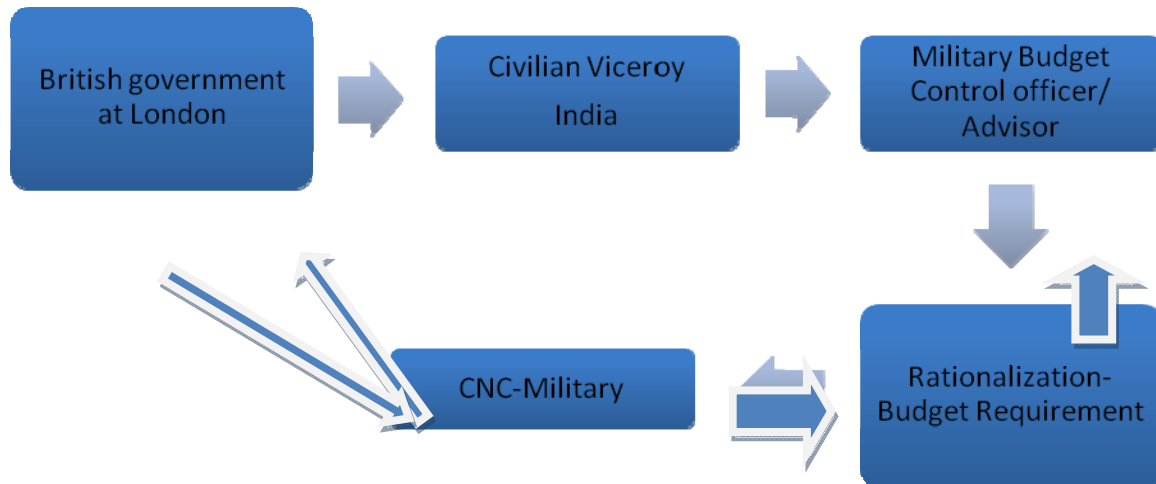 British government
at London
Civilian Viceroy
India
Military Budget
Control officer/
Advisor
CNC-Military
Rationalization-
Budget Requirement